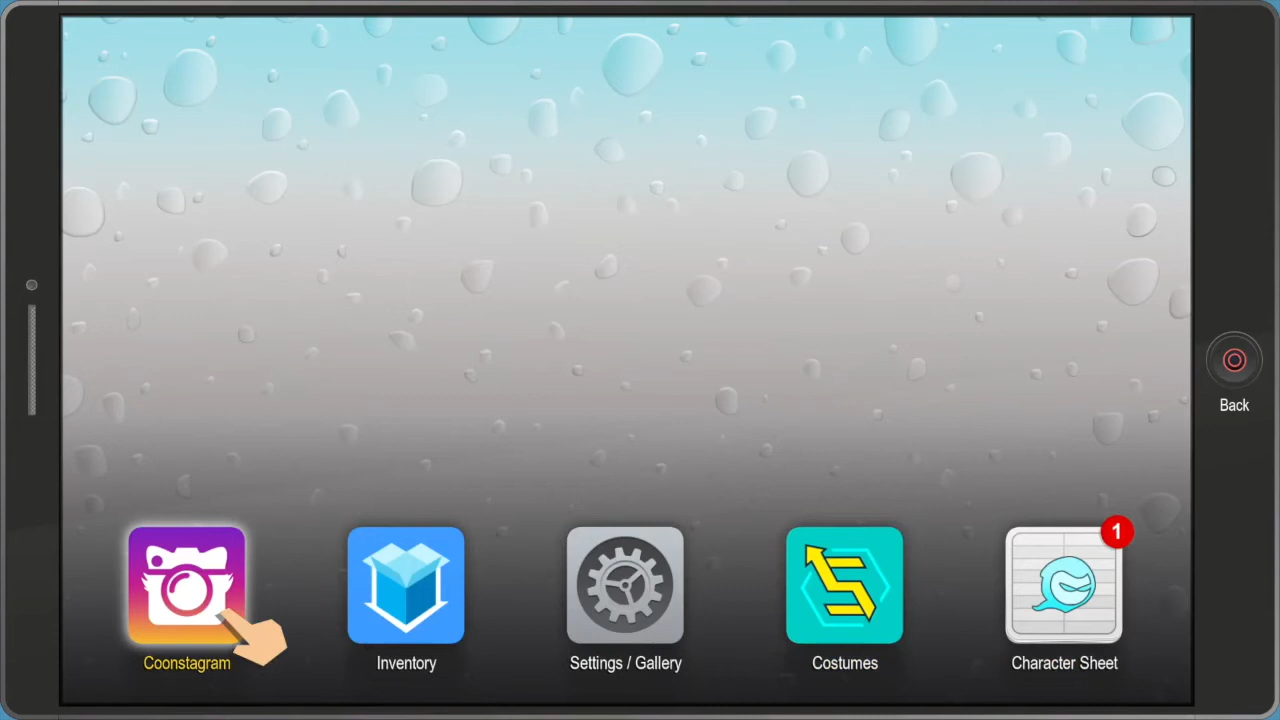 1
Back
Coonstagram
Inventory
Settings / Gallery
Costumes
Character Sheet